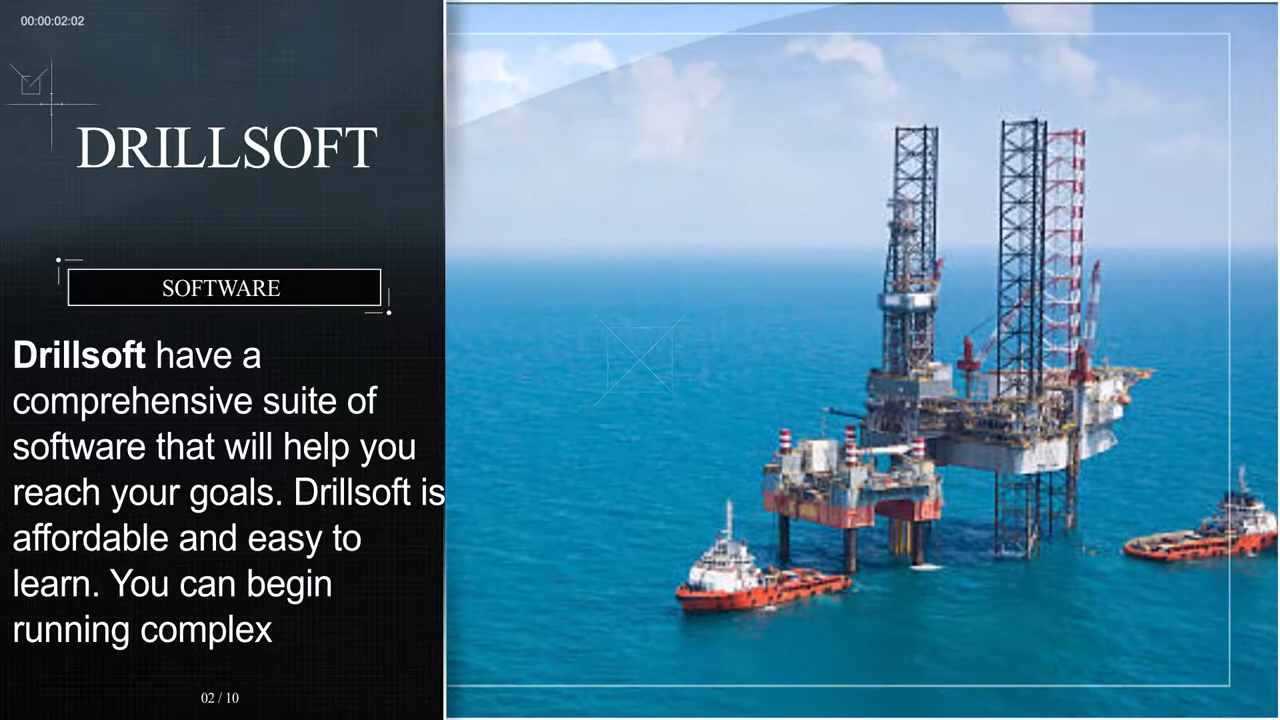 00:00:02:02
DRILLSOFT
SOFTWARE
Drillsoft have a
comprehensive suite of
software that will help you
reach your goals. Drillsoft is
affordable and easy to
learn. You can begin
running complex
02 / 10